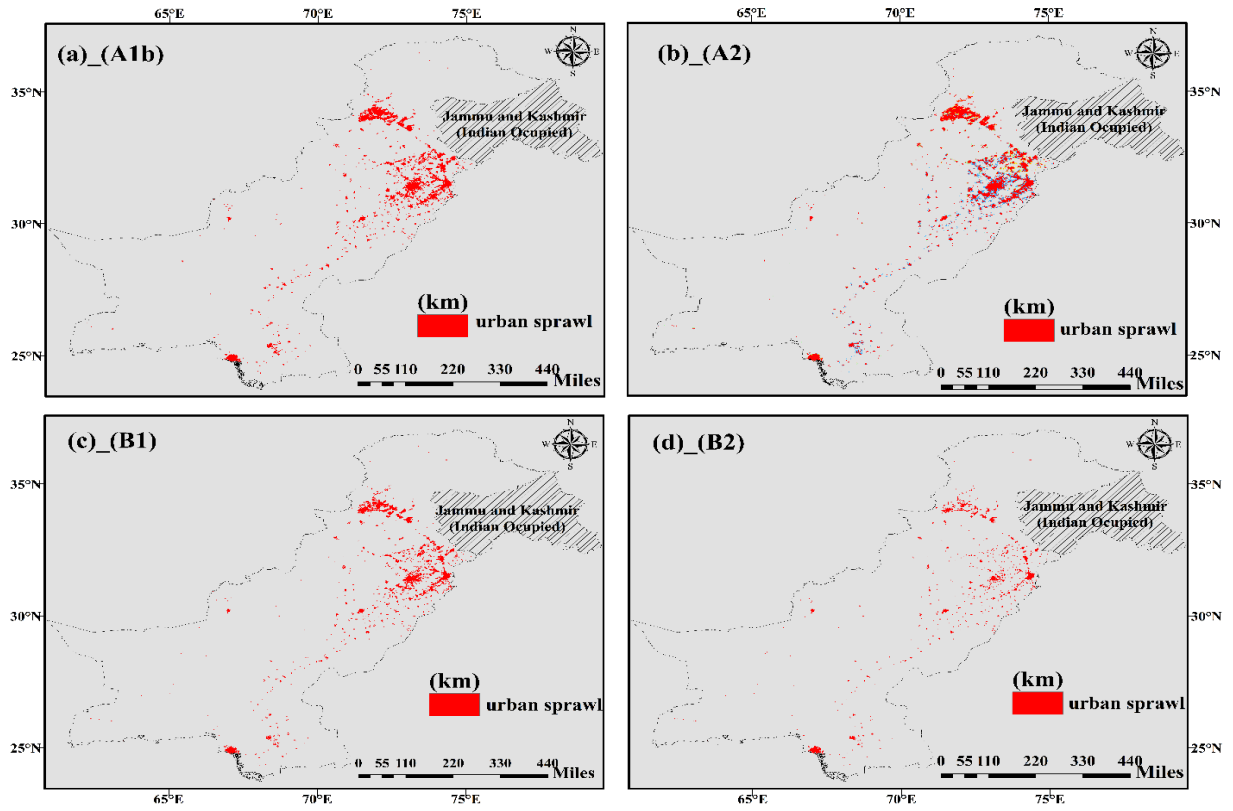 65°E 70°E 75°E
(a)_(A1b)
N
W E
S
35°N
Jammu and Kashmir
(Indian Ocupied)
30°N
(km)
urban sprawl
25°N
0 55 110 220 330 440
Miles
65°E 70°E 75°E
(b)_(A2)
N
W E
S
35°N
Jammu and Kashmir
(Indian Ocupied)
30°N
(km)
urban sprawl
25°N
0 55 110 220 330 440
Miles
(c)_(B1)
N
W E
S
35°N
Jammu and Kashmir
(Indian Ocupied)
30°N
(km)
urban sprawl
25°N
0 55 110 220 330 440
Miles
65°E 70°E 75°E
(d)_(B2)
N
W E
S
35°N
Jammu and Kashmir
(Indian Ocupied)
30°N
(km)
urban sprawl
25°N
0 55 110 220 330 440
Miles
65°E 70°E 75°E